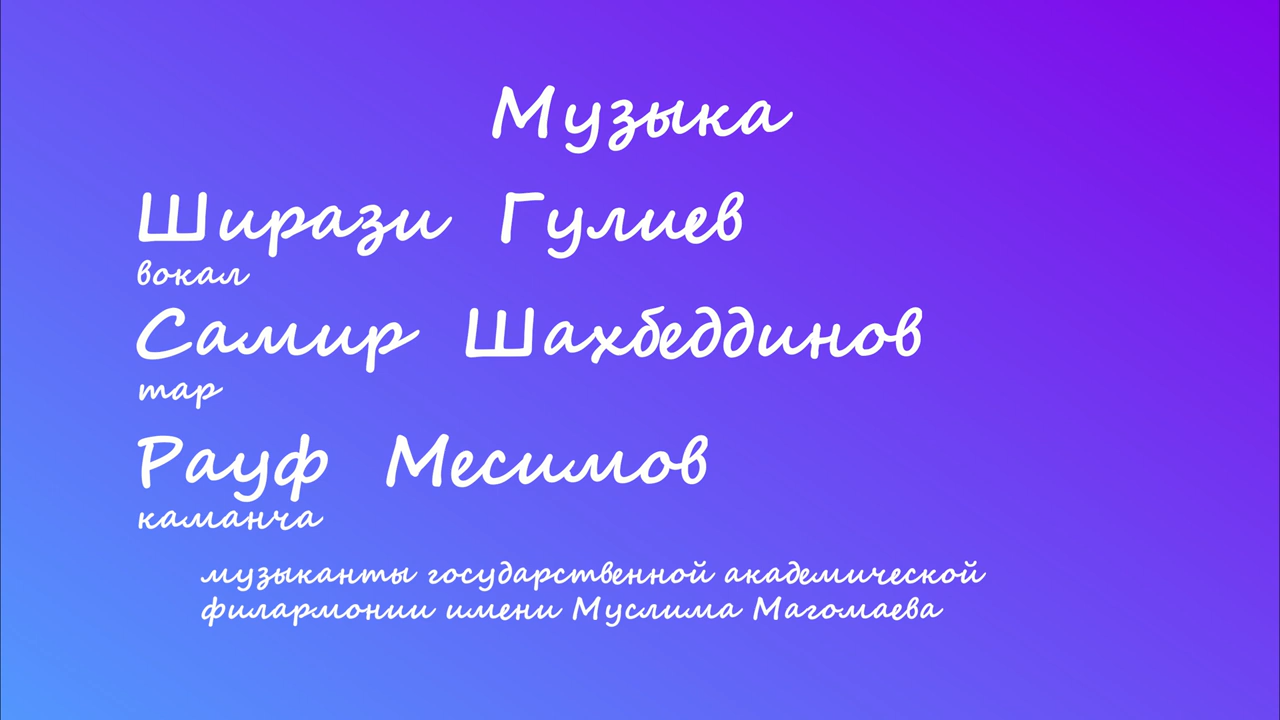 Музыка
Ширази Гулиев
вокал
Самир Шахбеддинов
тар
Рауф Месимов
каманча
музыканты государственной академической
филармонии имени Муслима Магомаева